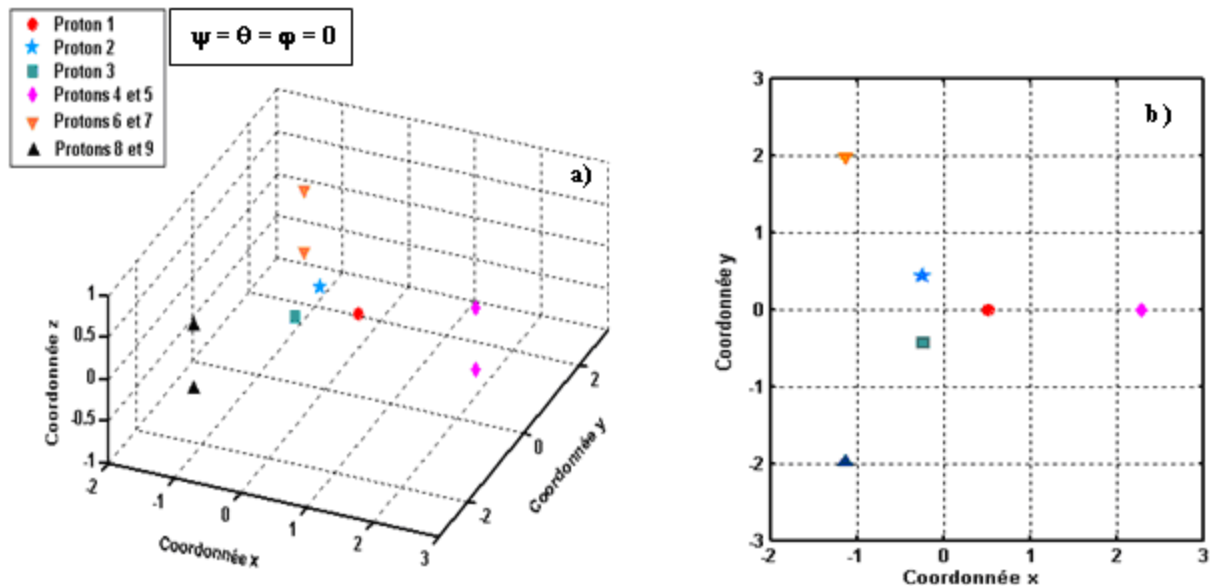 Proton 1
Proton 2
Proton 3
Protons 4 et 5
Protons 6 et 7
Protons 8 et 9
ψ = θ = φ = 0
a)
1
0.5
0
-0.5
-1
Coordonnée z
-2
-1
0
1
2
3
Coordonnée x
-2
0
2
Coordonnée y
b )
3
2
1
0
-1
-2
-3
Coordonnée y
-2
-1
0
1
2
3
Coordonnée x